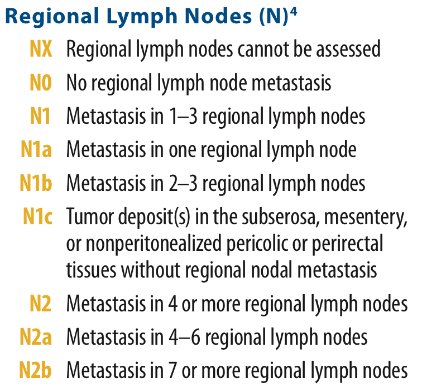 Regional Lymph Nodes (N)4
NX Regional lymph nodes cannot be assessed
N0 No regional lymph node metastasis
N1 Metastasis in 1–3 regional lymph nodes
N1a Metastasis in one regional lymph node
N1b Metastasis in 2–3 regional lymph nodes
N1c Tumor deposit(s) in the subserosa, mesentery,
or nonperitonealized pericolic or perirectal
tissues without regional nodal metastasis
N2 Metastasis in 4 or more regional lymph nodes
N2a Metastasis in 4–6 regional lymph nodes
N2b Metastasis in 7 or more regional lymph nodes